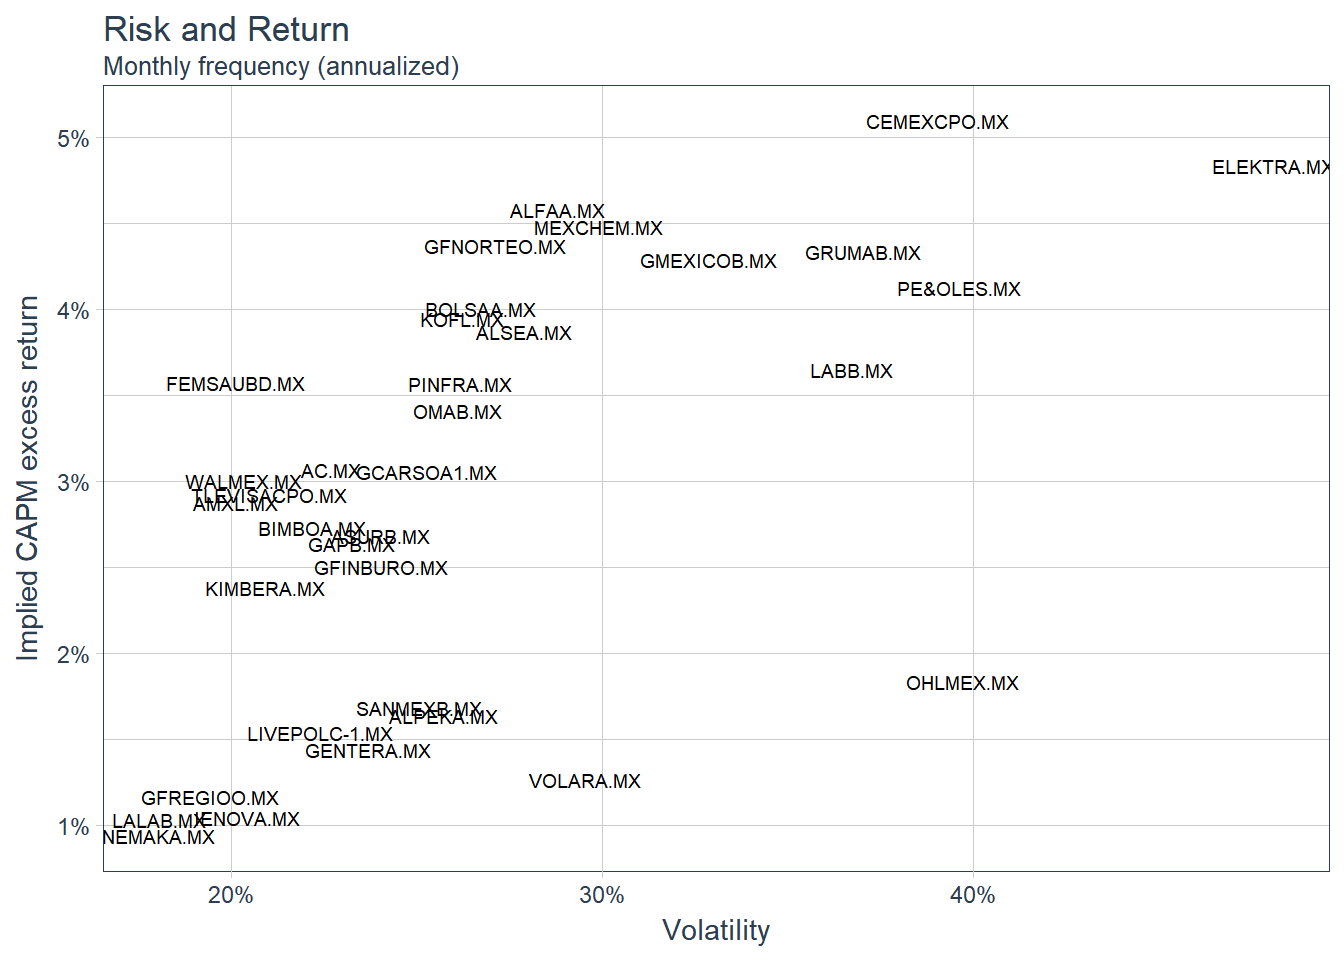 Risk and Return
Monthly frequency (annualized)
CEMEXCPO.MX
5%
ELEKTRA.MX
ALFAA.MX
MEXCHEM.MX
GFNORTEO.MX
GRUMAB.MX
GMEXICOB.MX
PE&OLES.MX
4%
BOLSAA.MX
KOFL.MX
ALSEA.MX
LABB.MX
FEMSAUBD.MX
PINFRA.MX
OMAB.MX
AC.MX
GCARSOA1.MX
3%
WALMEX.MX
TLEVISACPO.MX
AMXL.MX
BIMBOA.MX
ASURB.MX
GAPB.MX
GFINBURO.MX
KIMBERA.MX
2%
OHLMEX.MX
SANMEXB.MX
ALPEKA.MX
LIVEPOLC-1.MX
GENTERA.MX
VOLARA.MX
GFREGIOO.MX
IENOVA.MX
LALAB.MX
1%
NEMAKA.MX
Implied CAPM excess return
20%
30%
40%
Volatility